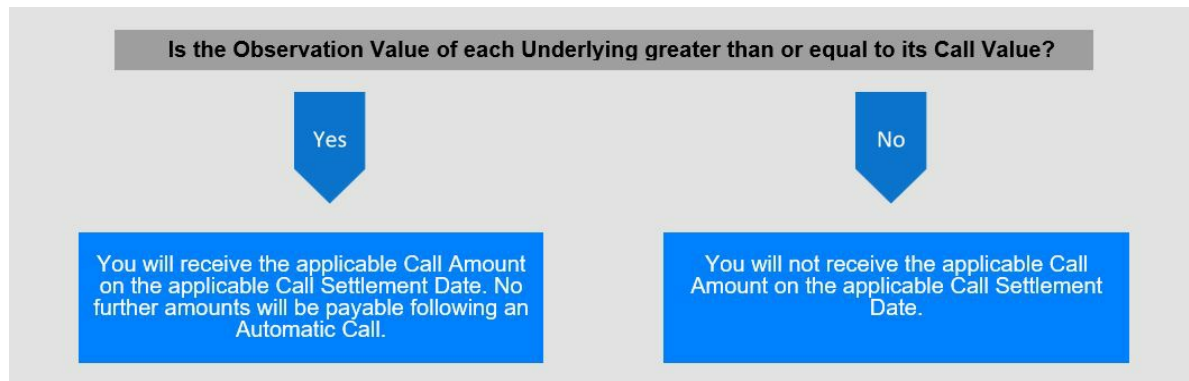 Is the Observation Value of each Underlying greater than or equal to its Call Value?
Yes
No
You will receive the applicable Call Amount
on the applicable Call Settlement Date. No
further amounts will be payable following an
Automatic Call.
You will not receive the applicable Call
Amount on the applicable Call Settlement
Date.